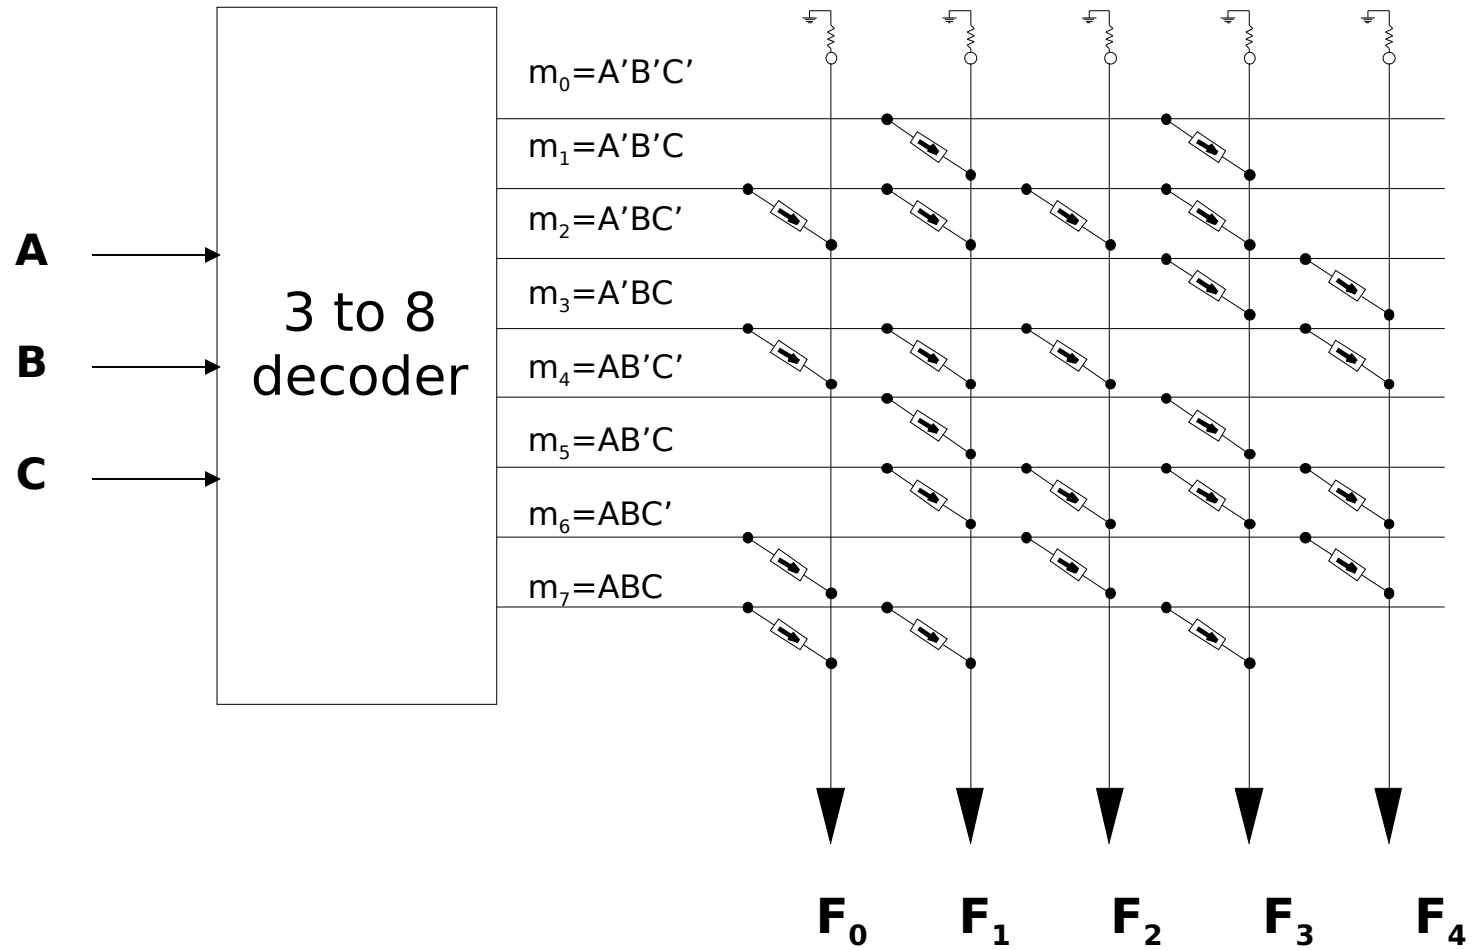 m₀=A’B’C’
m₁=A’B’C
A
m₂=A’BC’
3 to 8
decoder
m₃=A’BC
B
m₄=AB’C’
m₅=AB’C
C
m₆=ABC’
m₇=ABC
F₀ F₁ F₂ F₃ F₄